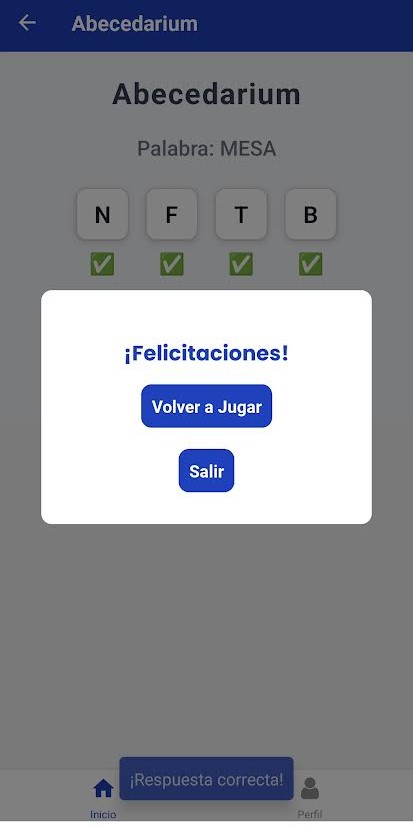 Abecedarium
Abecedarium
Palabra: MESA
N F T B
¡Felicitaciones!
Volver a Jugar
Salir
¡Respuesta correcta!
Inicio Perfil